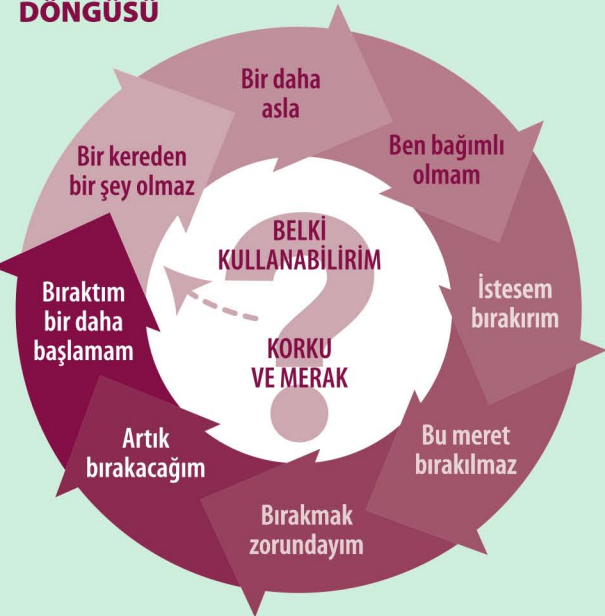 DÖNGÜSÜ
Bir daha
asla
Ben bağımlı
olmam
İstesem
bırakırım
Bu meret
bırakılmaz
Bırakmak
zorundayım
Artık
bırakacağım
Bıraktım
bir daha
başlamam
Bir kereden
bir şey olmaz
BELKİ
KULLANABİLİRİM
KORKU
VE MERAK
?